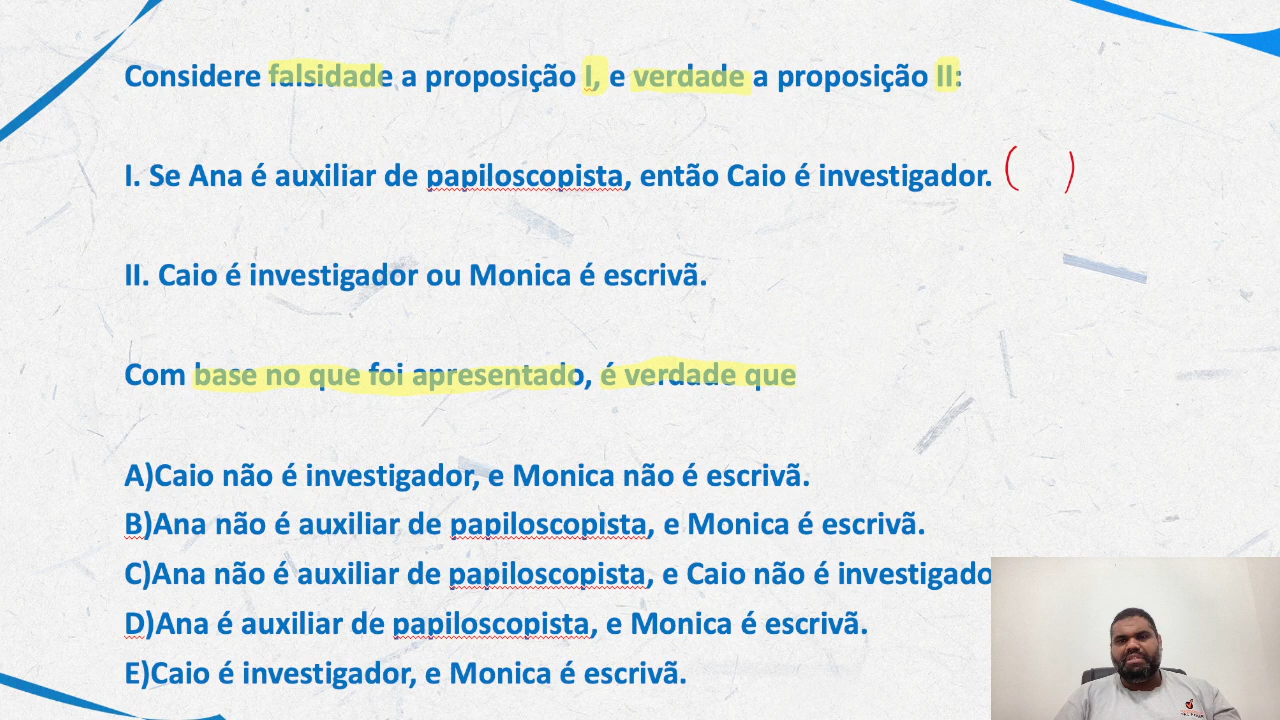 Considere falsidade a proposição I, e verdade a proposição II:
I. Se Ana é auxiliar de papiloscopista, então Caio é investigador. ( )
II. Caio é investigador ou Monica é escrivã.
Com base no que foi apresentado, é verdade que
A)Caio não é investigador, e Monica não é escrivã.
B)Ana não é auxiliar de papiloscopista, e Monica é escrivã.
C)Ana não é auxiliar de papiloscopista, e Caio não é investigado
D)Ana é auxiliar de papiloscopista, e Monica é escrivã.
E)Caio é investigador, e Monica é escrivã.